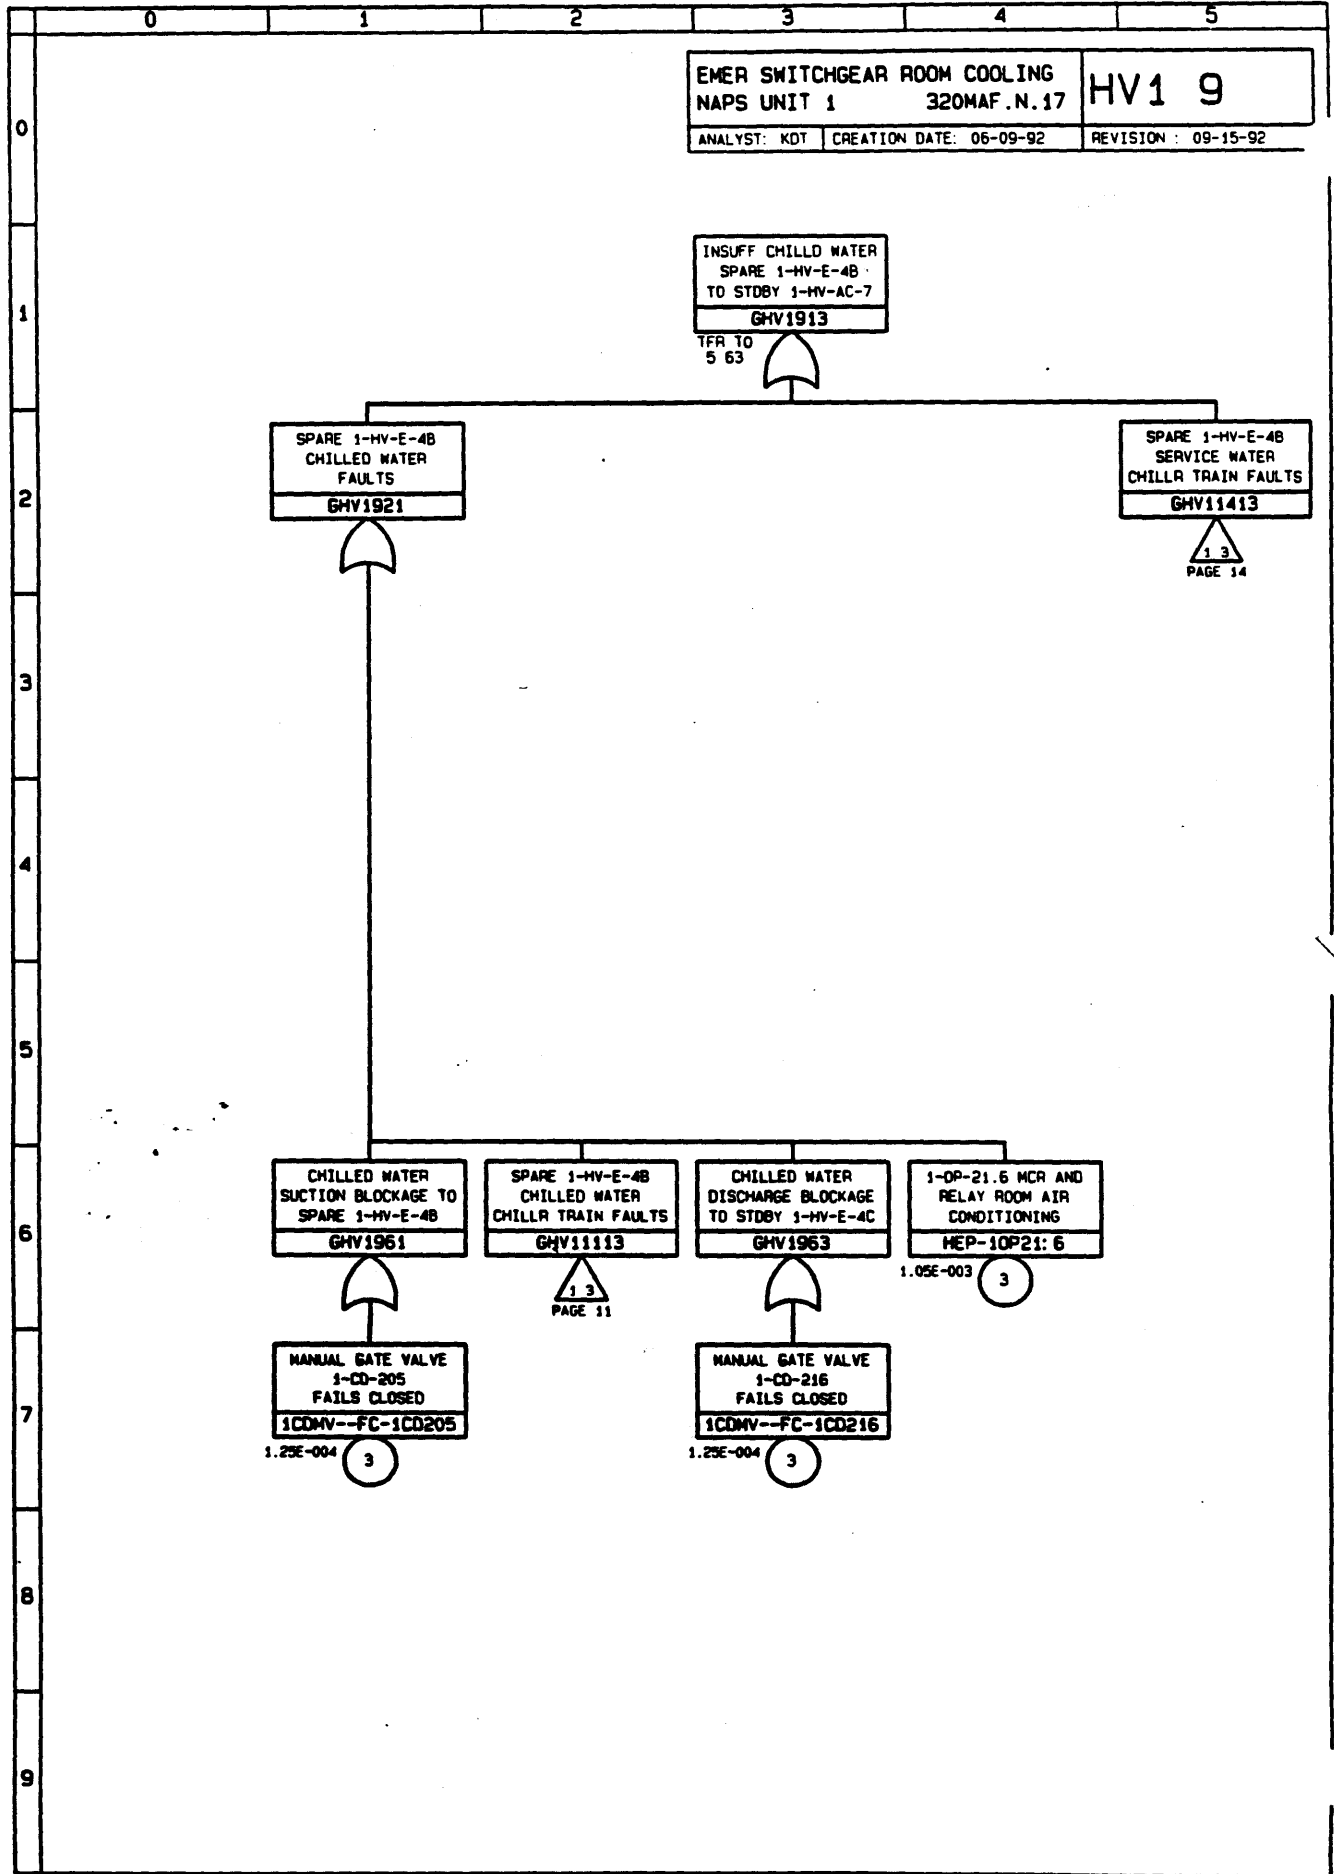 0 1 2 3 4 5
EMER SWITCHGEAR ROOM COOLING
NAPS UNIT 1 320MAF.N.17
HV1 9
ANALYST: KDT CREATION DATE: 06-09-92 REVISION : 09-15-92
0
INSUFF CHILLD WATER
SPARE 1-HV-E-4B
TO STDBY 1-HV-AC-7
GHV1913
TFR TO
5 63
1
SPARE 1-HV-E-4B
CHILLED WATER
FAULTS
GHV1921
SPARE 1-HV-E-4B
SERVICE WATER
CHILLR TRAIN FAULTS
GHV11413
1 3
PAGE 14
2
3
4
5
CHILLED WATER
SUCTION BLOCKAGE TO
SPARE 1-HV-E-4B
GHV1961
SPARE 1-HV-E-4B
CHILLED WATER
CHILLR TRAIN FAULTS
GHV11113
1 3
PAGE 11
CHILLED WATER
DISCHARGE BLOCKAGE
TO STDBY 1-HV-E-4C
GHV1963
1-OP-21.6 MCR AND
RELAY ROOM AIR
CONDITIONING
HEP-1OP21:6
1.05E-003
3
6
MANUAL GATE VALVE
1-CD-205
FAILS CLOSED
1CDMV--FC-1CD205
1.25E-004
3
MANUAL GATE VALVE
1-CD-216
FAILS CLOSED
1CDMV--FC-1CD216
1.25E-004
3
7
8
9